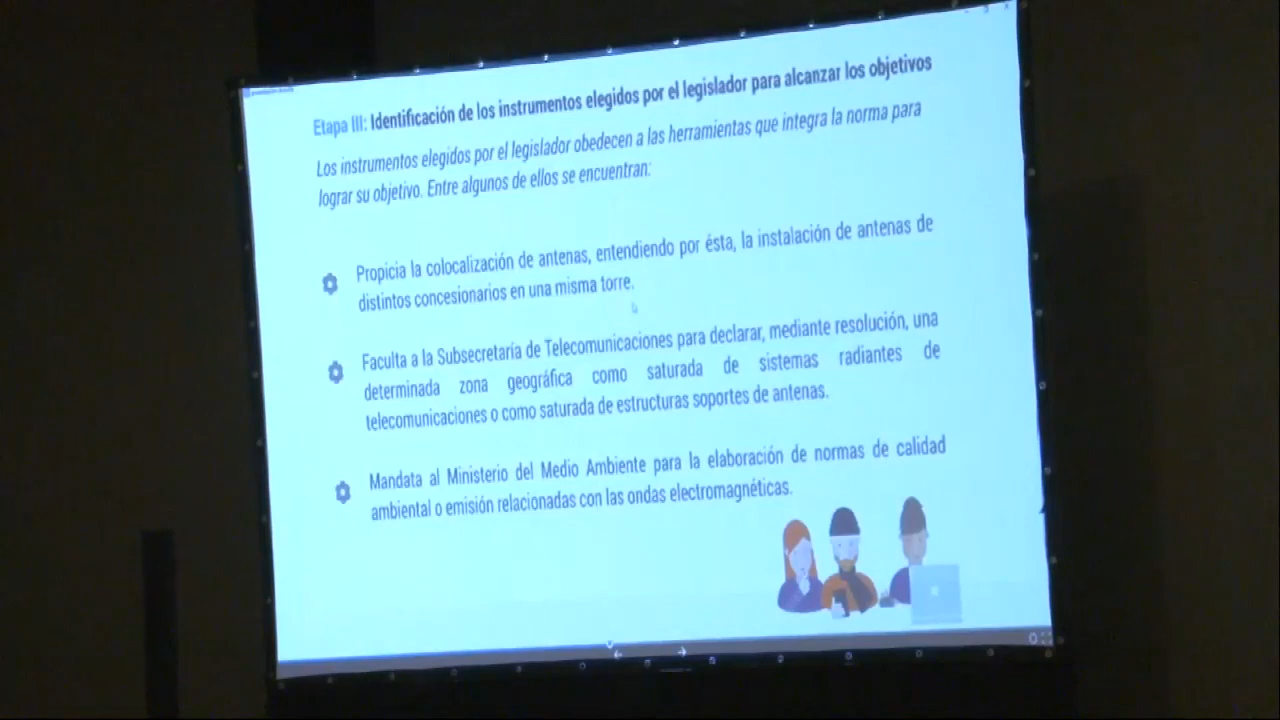 Etapa III: Identificación de los instrumentos elegidos por el legislador para alcanzar los objetivos
Los instrumentos elegidos por el legislador obedecen a las herramientas que integra la norma para
lograr su objetivo. Entre algunos de ellos se encuentran:
Propicia la colocalización de antenas, entendiendo por ésta, la instalación de antenas de
distintos concesionarios en una misma torre.
Faculta a la Subsecretaría de Telecomunicaciones para declarar, mediante resolución, una
determinada zona geográfica como saturada de sistemas radiantes de
telecomunicaciones o como saturada de estructuras soportes de antenas.
Mandata al Ministerio del Medio Ambiente para la elaboración de normas de calidad
ambiental o emisión relacionadas con las ondas electromagnéticas.